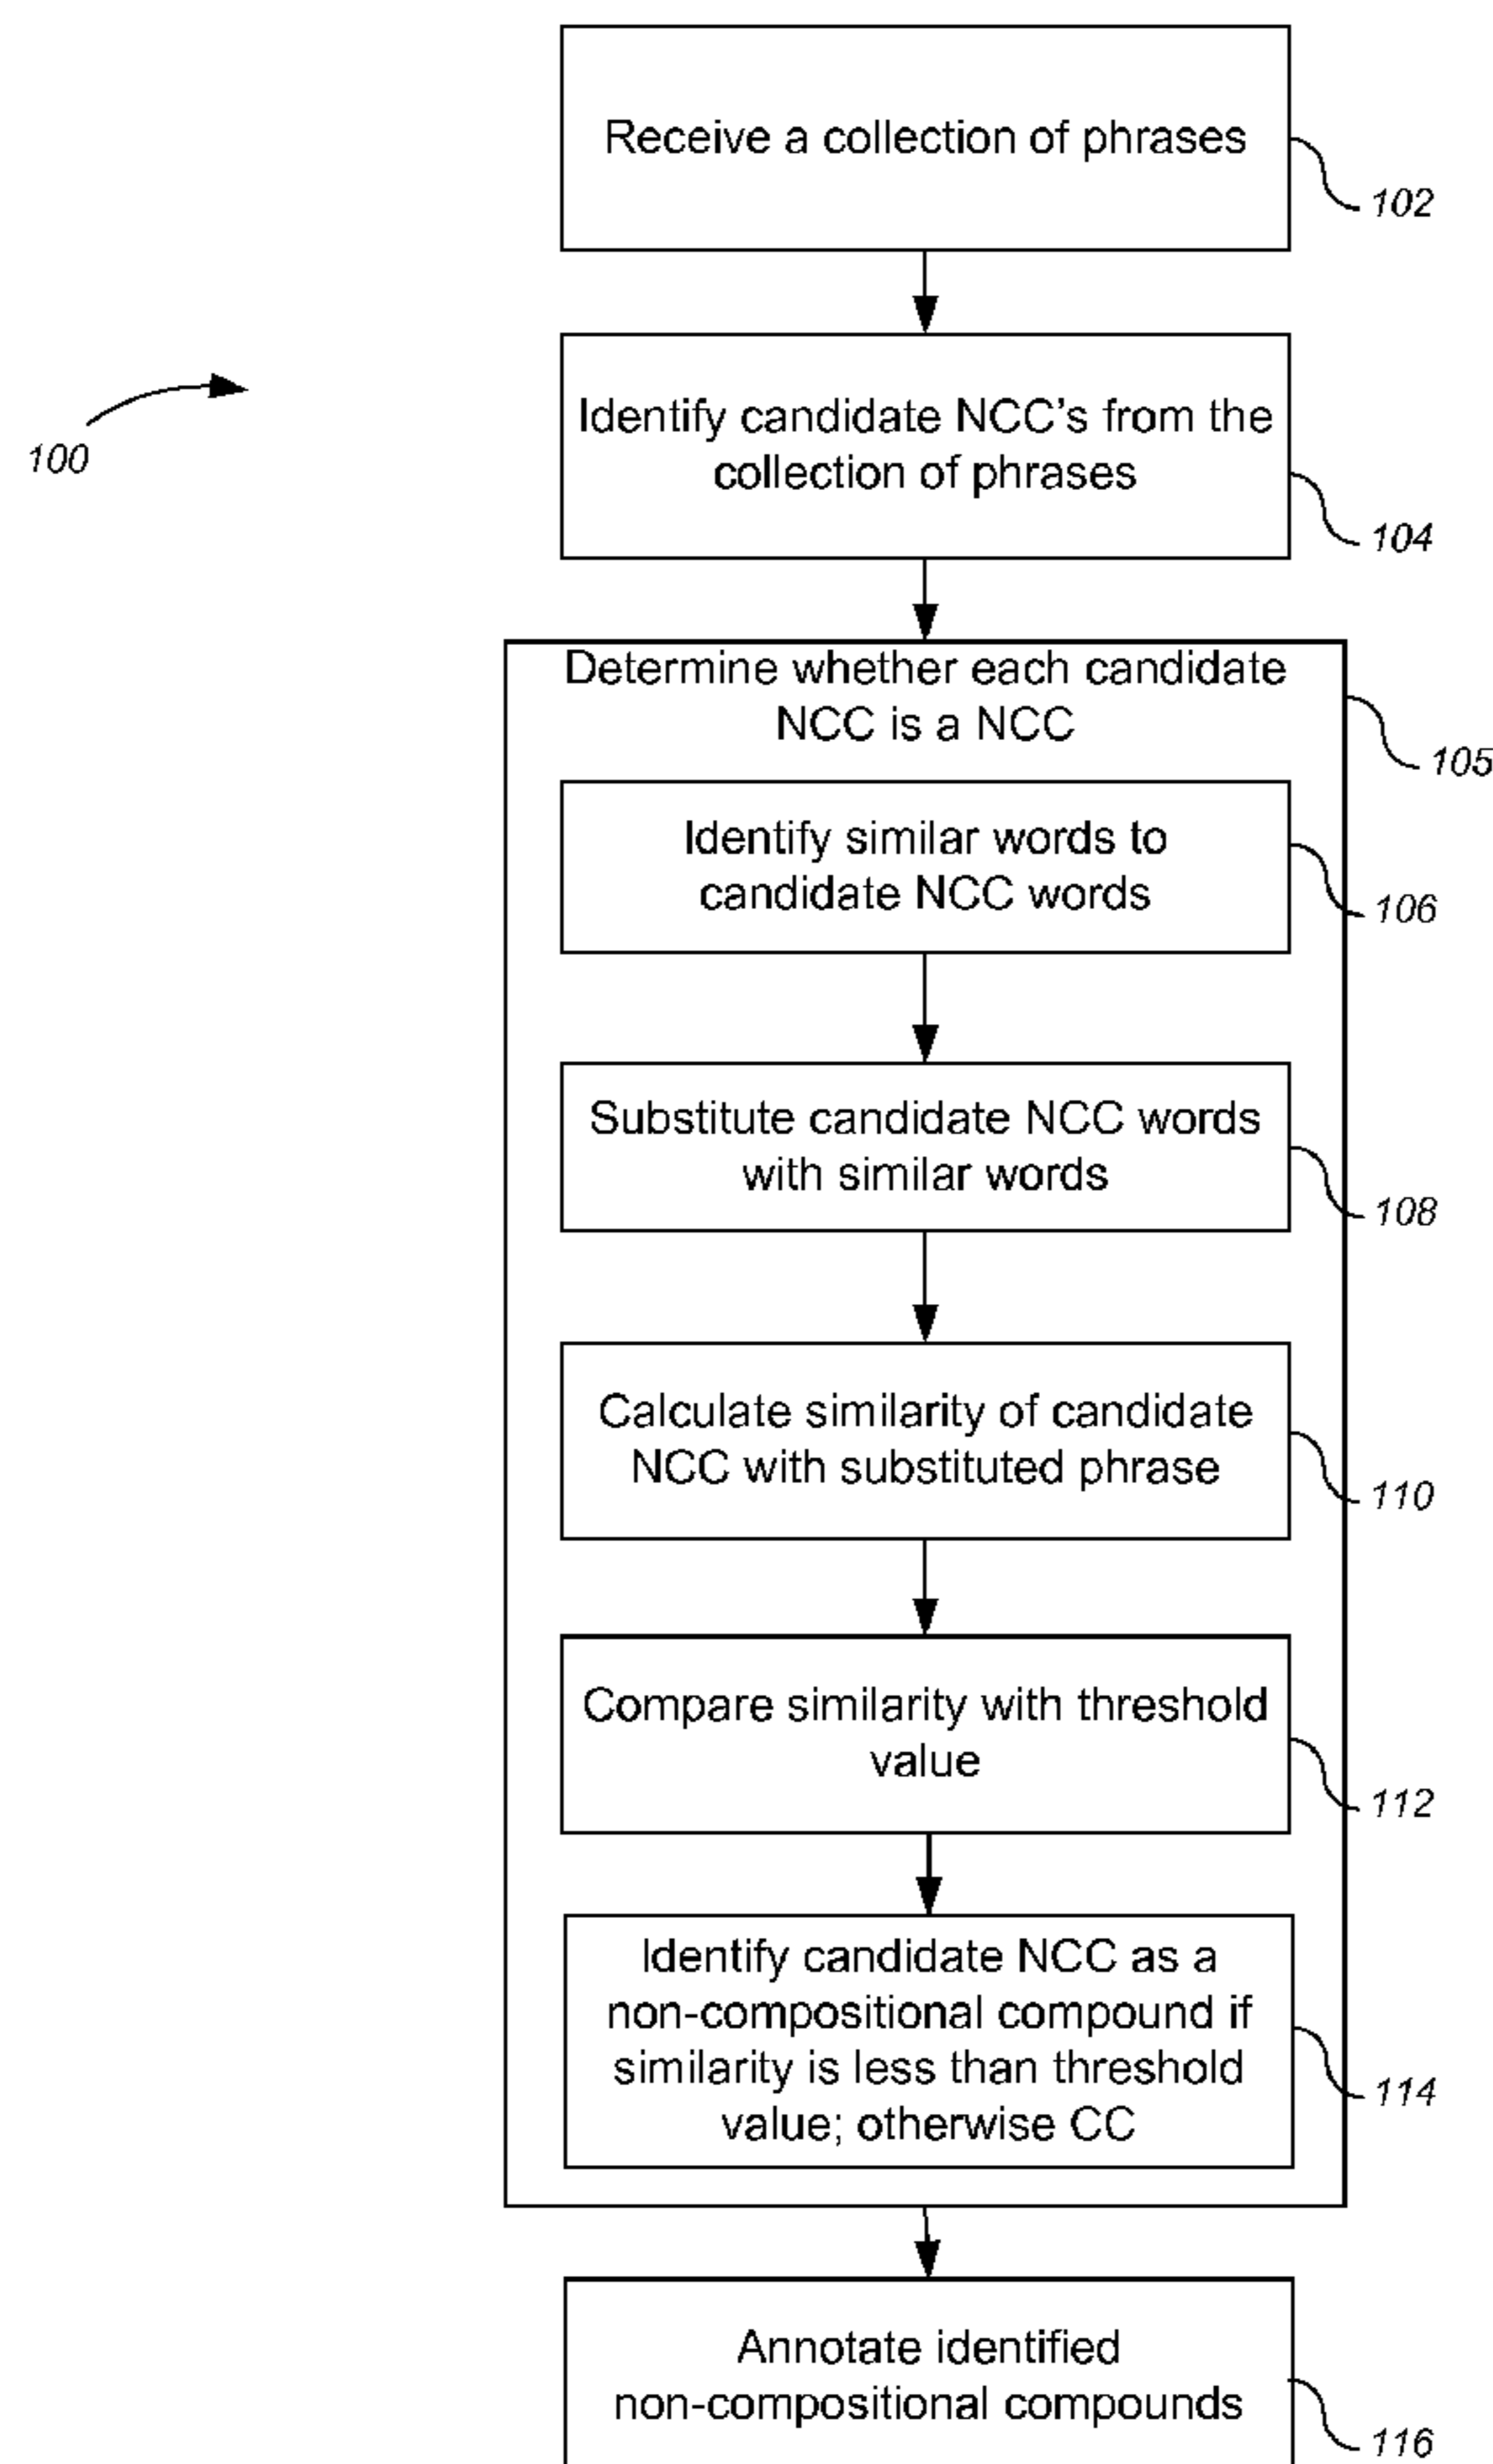 Receive a collection of phrases
102
100
Identify candidate NCC's from the
collection of phrases
104
Determine whether each candidate
NCC is a NCC
105
Identify similar words to
candidate NCC words
106
Substitute candidate NCC words
with similar words
108
Calculate similarity of candidate
NCC with substituted phrase
110
Compare similarity with threshold
value
112
Identify candidate NCC as a
non-compositional compound if
similarity is less than threshold
value; otherwise CC
114
Annotate identified
non-compositional compounds
116